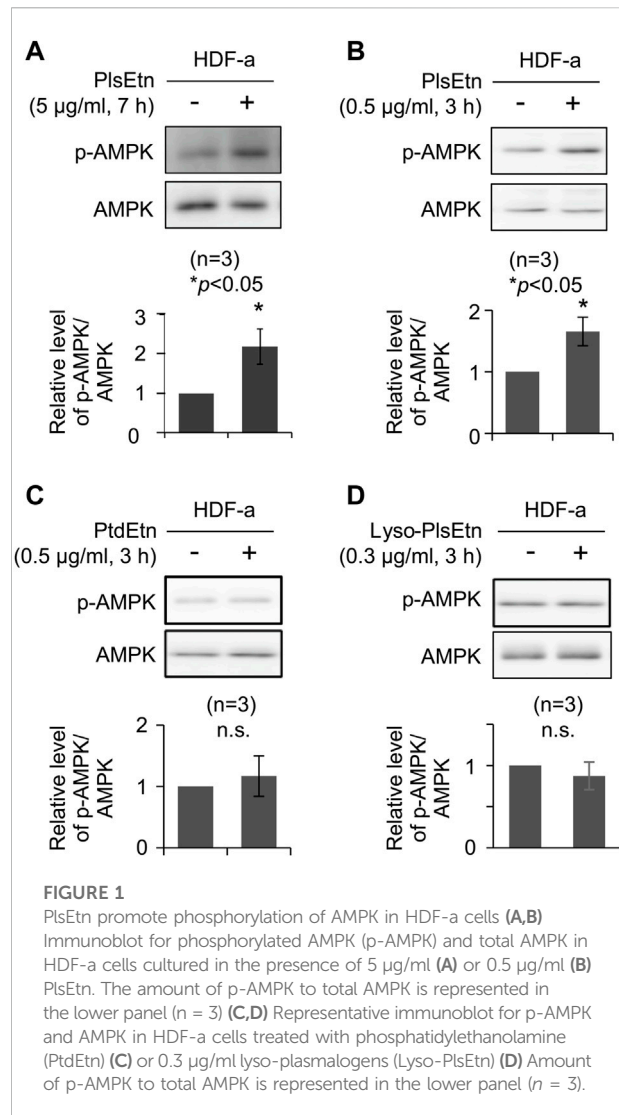 A
HDF-a
PlsEtn
(5 µg/ml, 7 h)
- +
p-AMPK
AMPK
(n=3)
*p<0.05
*
Relative level
of p-AMPK/
AMPK
3
2
1
0
B
HDF-a
PlsEtn
(0.5 µg/ml, 3 h)
- +
p-AMPK
AMPK
(n=3)
*p<0.05
*
Relative level
of p-AMPK/
AMPK
2
1
0
C
HDF-a
PtdEtn
(0.5 µg/ml, 3 h)
- +
p-AMPK
AMPK
(n=3)
n.s.
Relative level
of p-AMPK/
AMPK
2
1
0
D
HDF-a
Lyso-PlsEtn
(0.3 µg/ml, 3 h)
- +
p-AMPK
AMPK
(n=3)
n.s.
Relative level
of p-AMPK/
AMPK
1
0
FIGURE 1
PlsEtn promote phosphorylation of AMPK in HDF-a cells (A,B)
Immunoblot for phosphorylated AMPK (p-AMPK) and total AMPK in
HDF-a cells cultured in the presence of 5 µg/ml (A) or 0.5 µg/ml (B)
PlsEtn. The amount of p-AMPK to total AMPK is represented in
the lower panel (n = 3) (C,D) Representative immunoblot for p-AMPK
and AMPK in HDF-a cells treated with phosphatidylethanolamine
(PtdEtn) (C) or 0.3 µg/ml lyso-plasmalogens (Lyso-PlsEtn) (D) Amount
of p-AMPK to total AMPK is represented in the lower panel (n = 3).